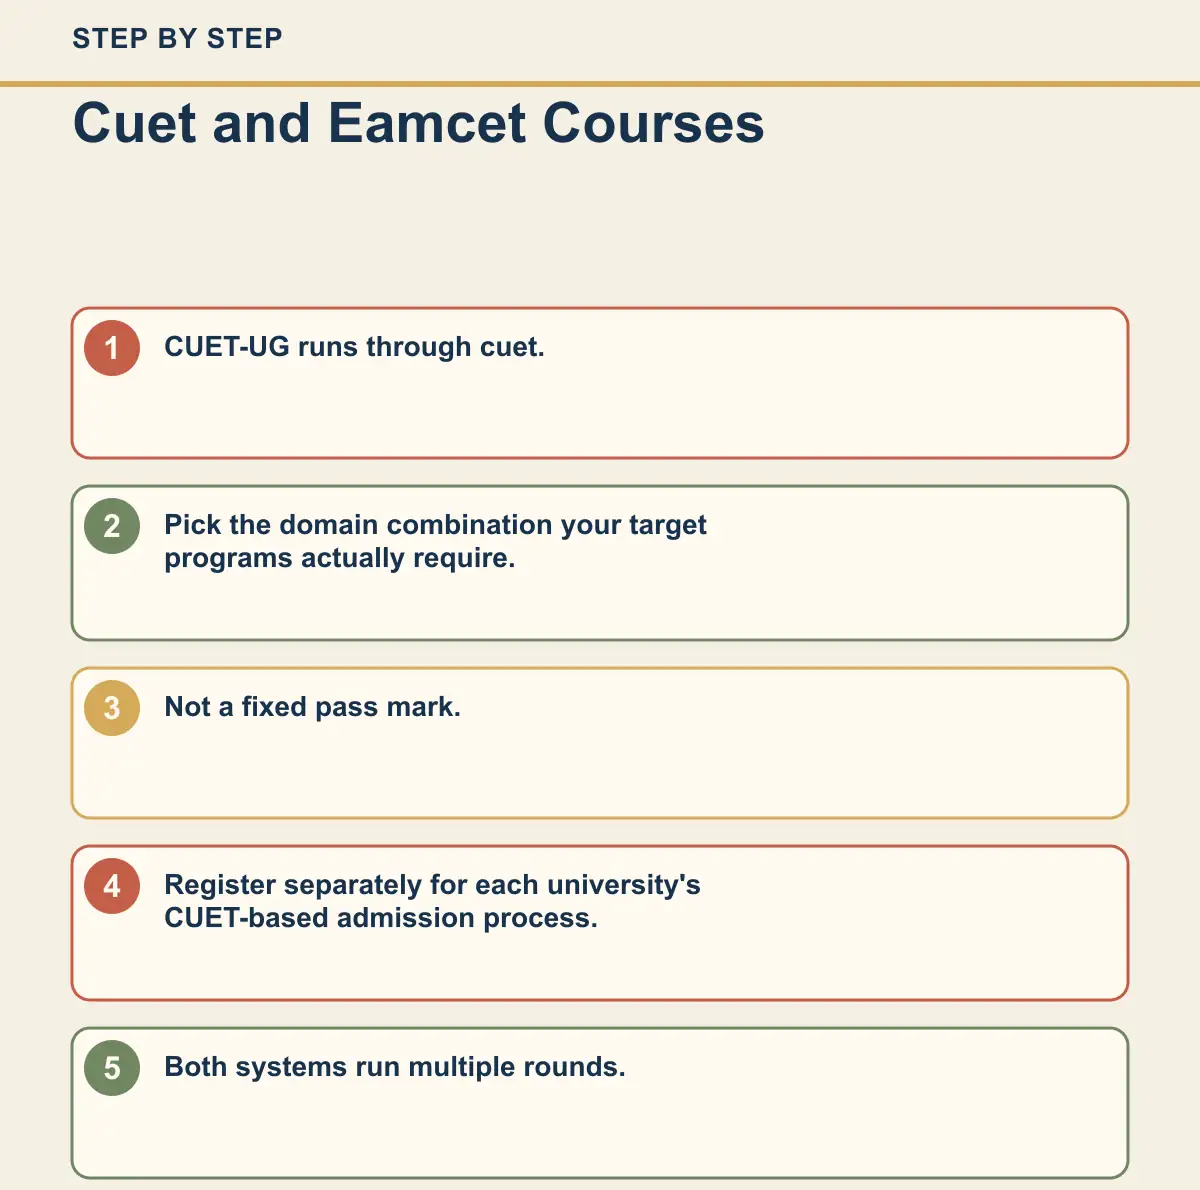 STEP BY STEP
Cuet and Eamcet Courses
1
CUET-UG runs through cuet.
2
Pick the domain combination your target
programs actually require.
3
Not a fixed pass mark.
4
Register separately for each university's
CUET-based admission process.
5
Both systems run multiple rounds.